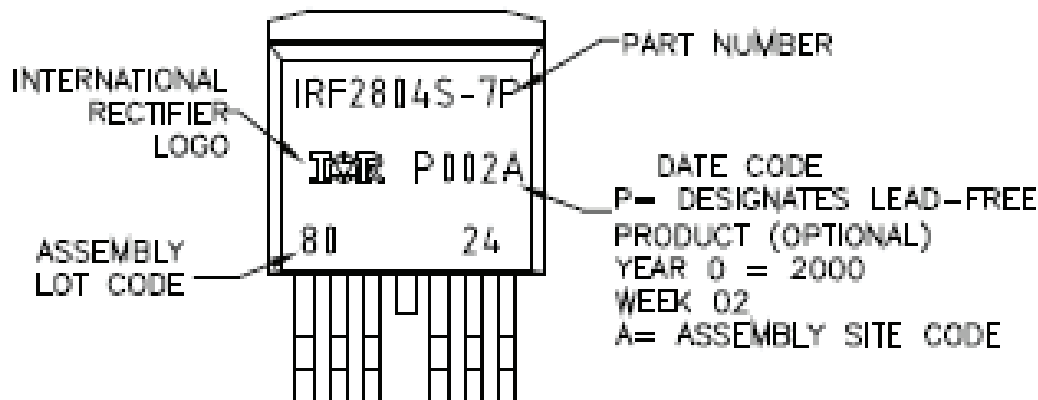 PART NUMBER
INTERNATIONAL
RECTIFIER
LOGO
IRF2804S-7P
IOR P002A
DATE CODE
P= DESIGNATES LEAD-FREE
PRODUCT (OPTIONAL)
YEAR 0 = 2000
WEEK 02
A= ASSEMBLY SITE CODE
ASSEMBLY
LOT CODE
80 24